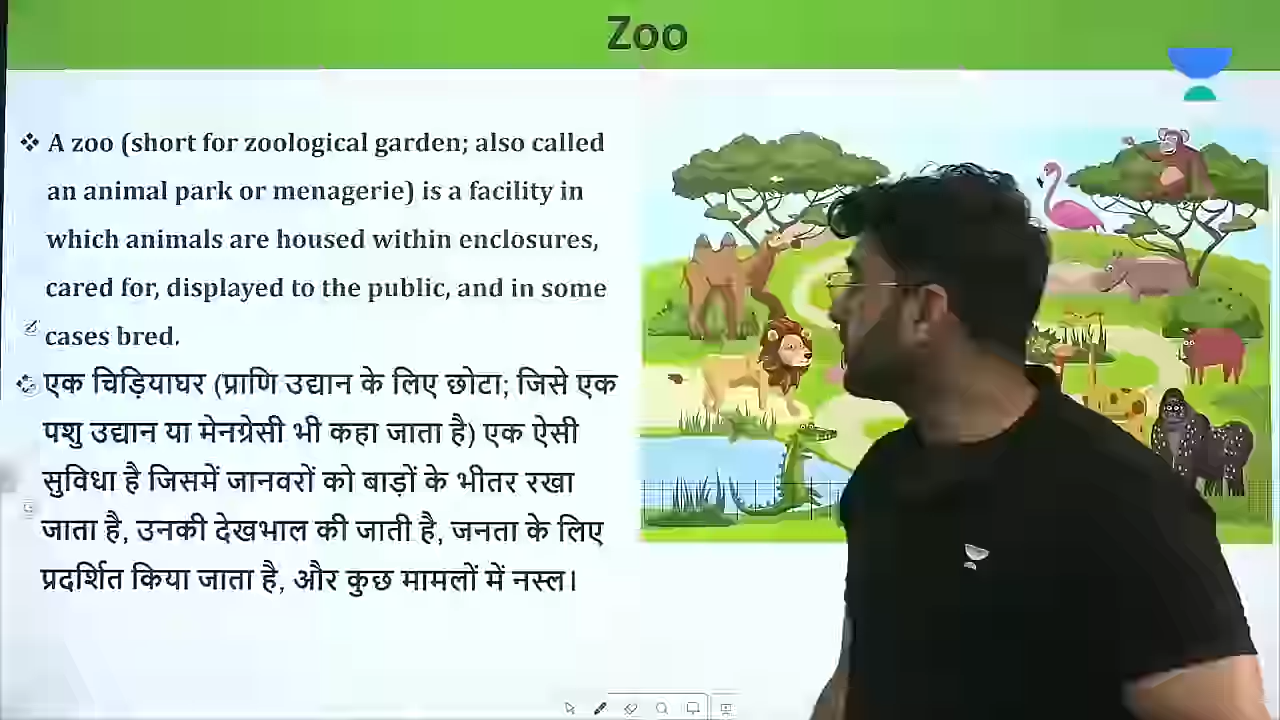 Zoo
A zoo (short for zoological garden; also called
an animal park or menagerie) is a facility in
which animals are housed within enclosures,
cared for, displayed to the public, and in some
cases bred.
एक चिड़ियाघर (प्राणि उद्यान के लिए छोटा; जिसे एक
पशु उद्यान या मेनग्रेसी भी कहा जाता है) एक ऐसी
सुविधा है जिसमें जानवरों को बाड़ों के भीतर रखा
जाता है, उनकी देखभाल की जाती है, जनता के लिए
प्रदर्शित किया जाता है, और कुछ मामलों में नस्ल।